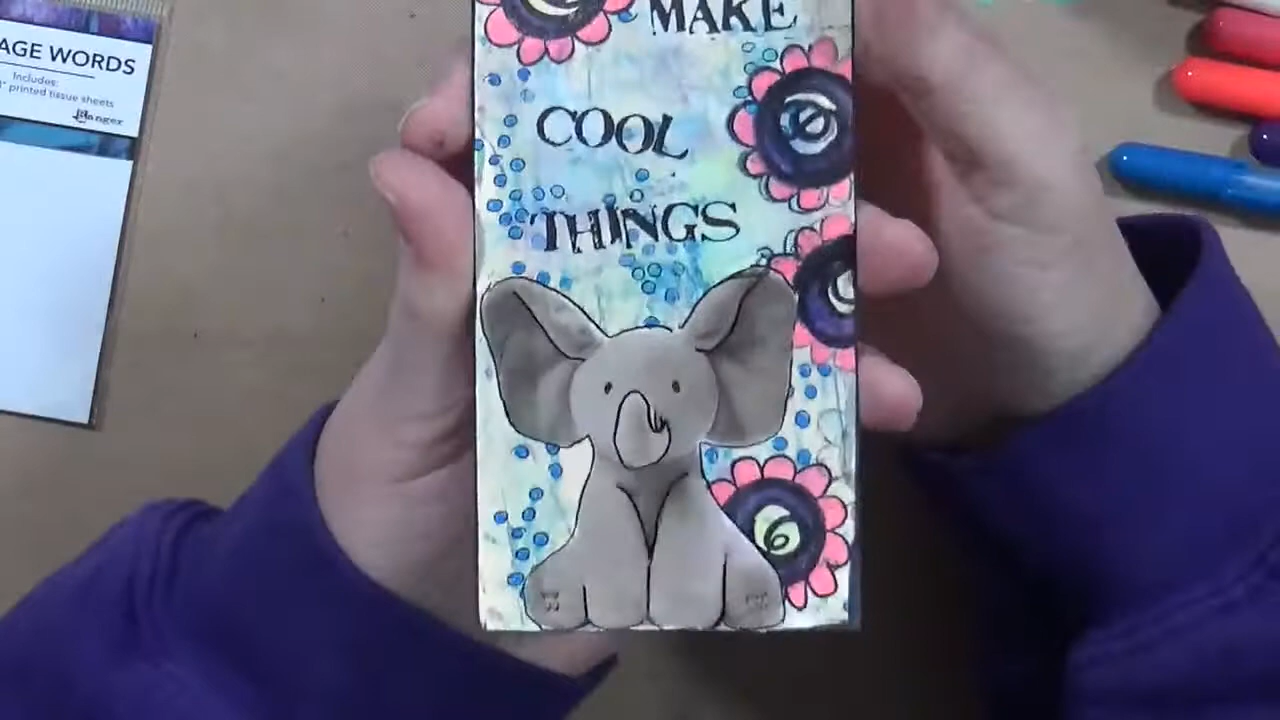 AGE WORDS
Includes:
printed tissue sheets
Ranger
MAKE
COOL
THINGS